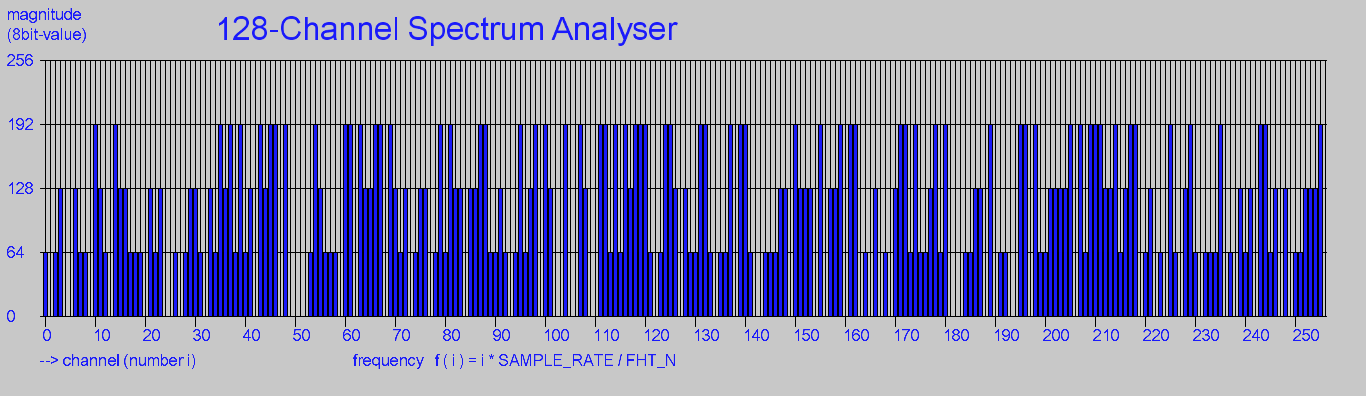 magnitude
(8bit-value)
128-Channel Spectrum Analyser
256
192
128
64
0
0 10 20 30 40 50 60 70 80 90 100 110 120 130 140 150 160 170 180 190 200 210 220 230 240 250
--> channel (number i)
frequency f ( i ) = i * SAMPLE_RATE / FHT_N